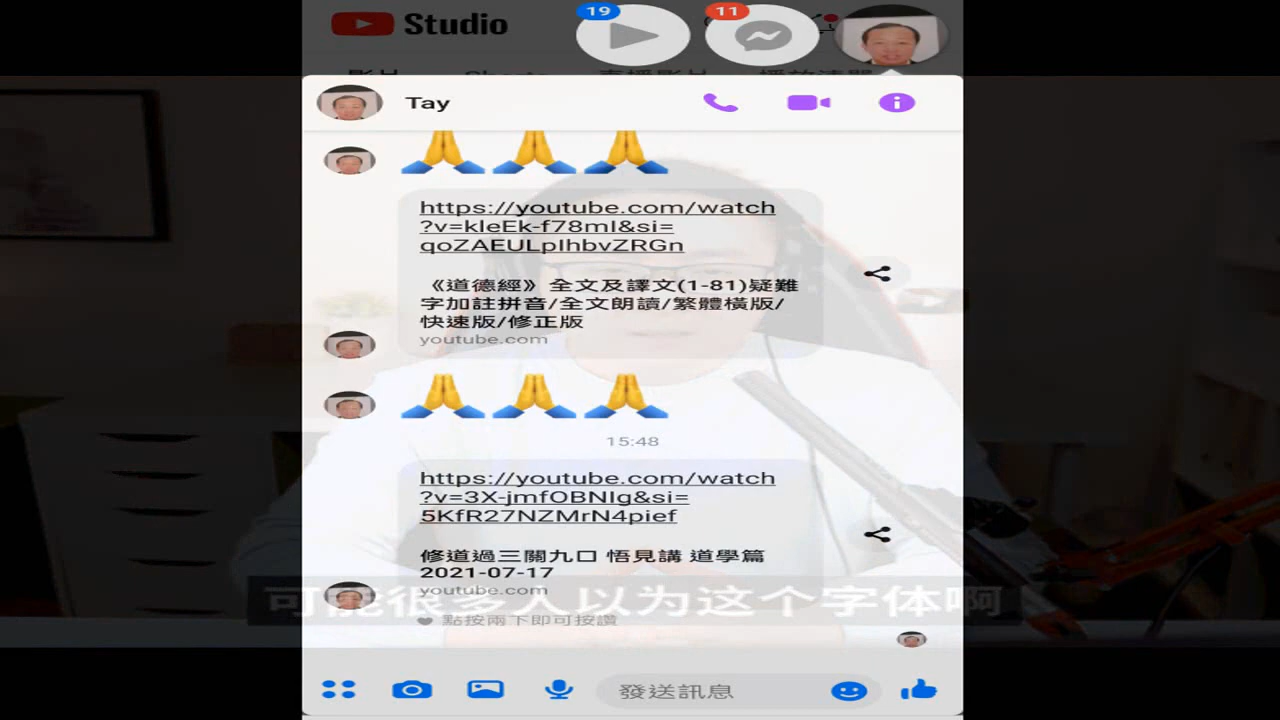 Studio
19
11
Tay
https://youtube.com/watch
?v=kleEk-f78mI&si=
qoZAEULpIhbvZRGn
《道德經》全文及譯文(1-81)疑難
字加註拼音/全文朗讀/繁體橫版/
快速版/修正版
youtube.com
15:48
https://youtube.com/watch
?v=3X-jmfOBNIg&si=
5KfR27NZMrN4pief
修道過三關九口 悟見講 道學篇
2021-07-17
youtube.com
可能很多人以为这个字体啊
點按兩下即可按讚
發送訊息